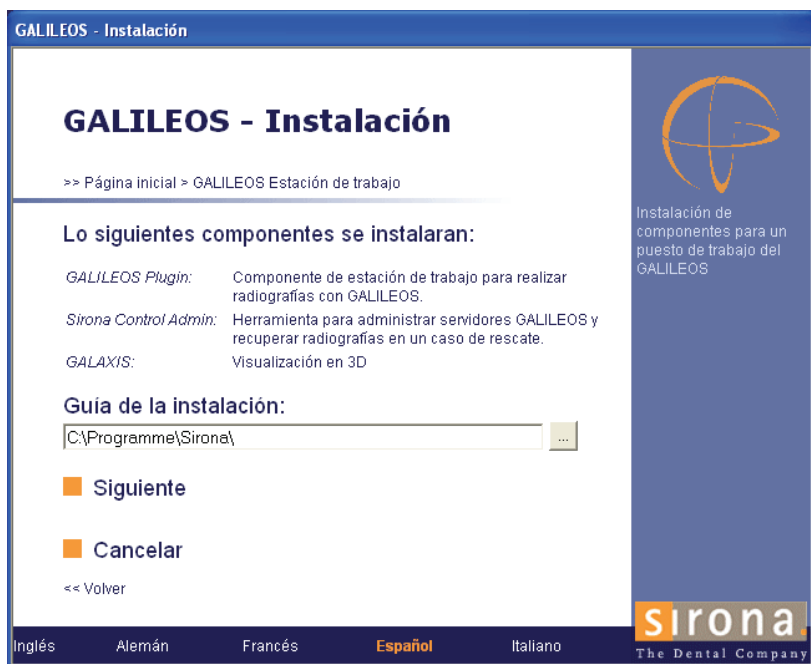 GALILEOS - Instalación
GALILEOS - Instalación
>> Página inicial > GALILEOS Estación de trabajo
Lo siguientes componentes se instalaran:
GALILEOS Plugin: Componente de estación de trabajo para realizar
radiografías con GALILEOS.
Sirona Control Admin: Herramienta para administrar servidores GALILEOS y
recuperar radiografías en un caso de rescate.
GALAXIS: Visualización en 3D
Guía de la instalación:
C:\Programme\Sirona\ ...
Siguiente
Cancelar
<< Volver
Instalación de
componentes para un
puesto de trabajo del
GALILEOS
Inglés Alemán Francés Español Italiano
sirona.
The Dental Company